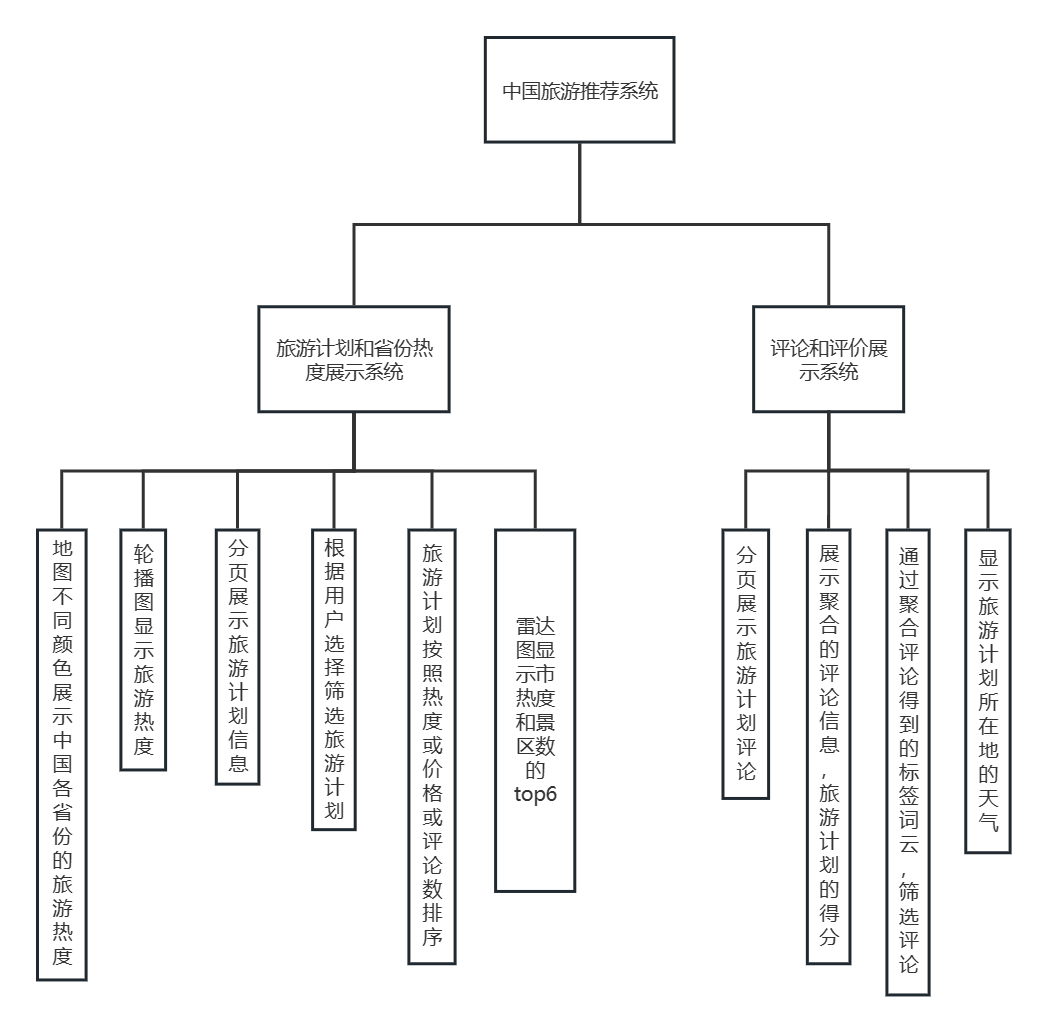 中国旅游推荐系统
旅游计划和省份热
度展示系统
评论和评价展
示系统
地图不同颜色展示中国各省份的旅游热度
轮播图显示旅游热度
分页展示旅游计划信息
根据用户选择筛选旅游计划
旅游计划按照热度或价格或评论数排序
雷达
图显
示市
热度
和景
区数
的
top6
分页展示旅游计划评论
展示聚合的评论信息,旅游计划的得分
通过聚合评论得到的标签词云,筛选评论
显示旅游计划所在地的天气